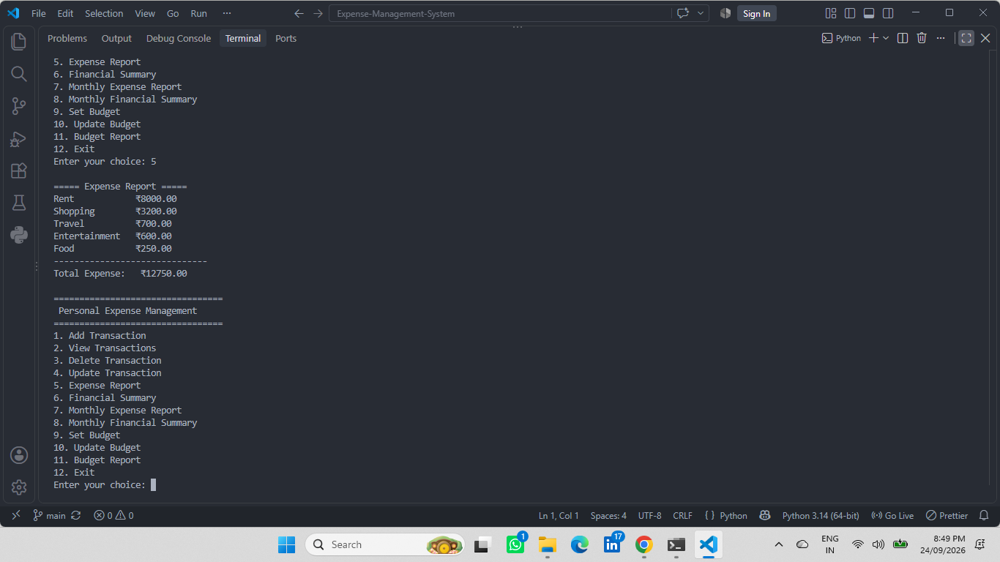 File Edit Selection View Go Run ···
Expense-Management-System
Sign In
Problems Output Debug Console Terminal Ports
Python
5. Expense Report
6. Financial Summary
7. Monthly Expense Report
8. Monthly Financial Summary
9. Set Budget
10. Update Budget
11. Budget Report
12. Exit
Enter your choice: 5
===== Expense Report =====
Rent ₹8000.00
Shopping ₹3200.00
Travel ₹700.00
Entertainment ₹600.00
Food ₹250.00
------------------------------
Total Expense: ₹12750.00
=================================
Personal Expense Management
=================================
1. Add Transaction
2. View Transactions
3. Delete Transaction
4. Update Transaction
5. Expense Report
6. Financial Summary
7. Monthly Expense Report
8. Monthly Financial Summary
9. Set Budget
10. Update Budget
11. Budget Report
12. Exit
Enter your choice:
main 0 0 Ln 1, Col 1 Spaces: 4 UTF-8 CRLF { } Python Python 3.14 (64-bit) Go Live Prettier
Search 1 17 ENG 8:49 PM
IN 24/09/2026